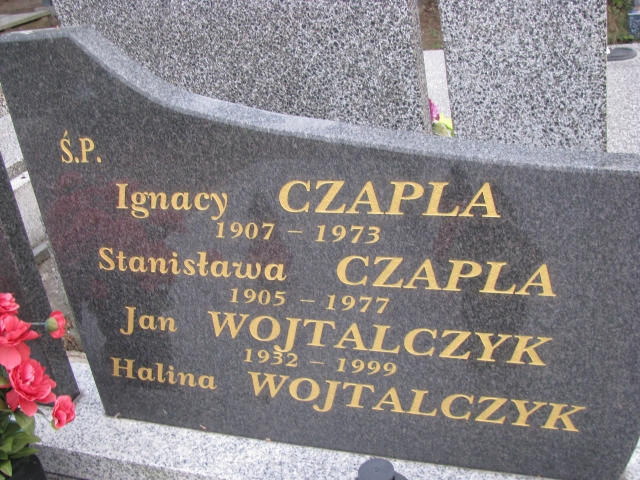 Ś.P.
Ignacy CZAPLA
1907 – 1973
Stanisława CZAPLA
1905 – 1977
Jan WOJTALCZYK
1932 – 1999
Halina WOJTALCZYK